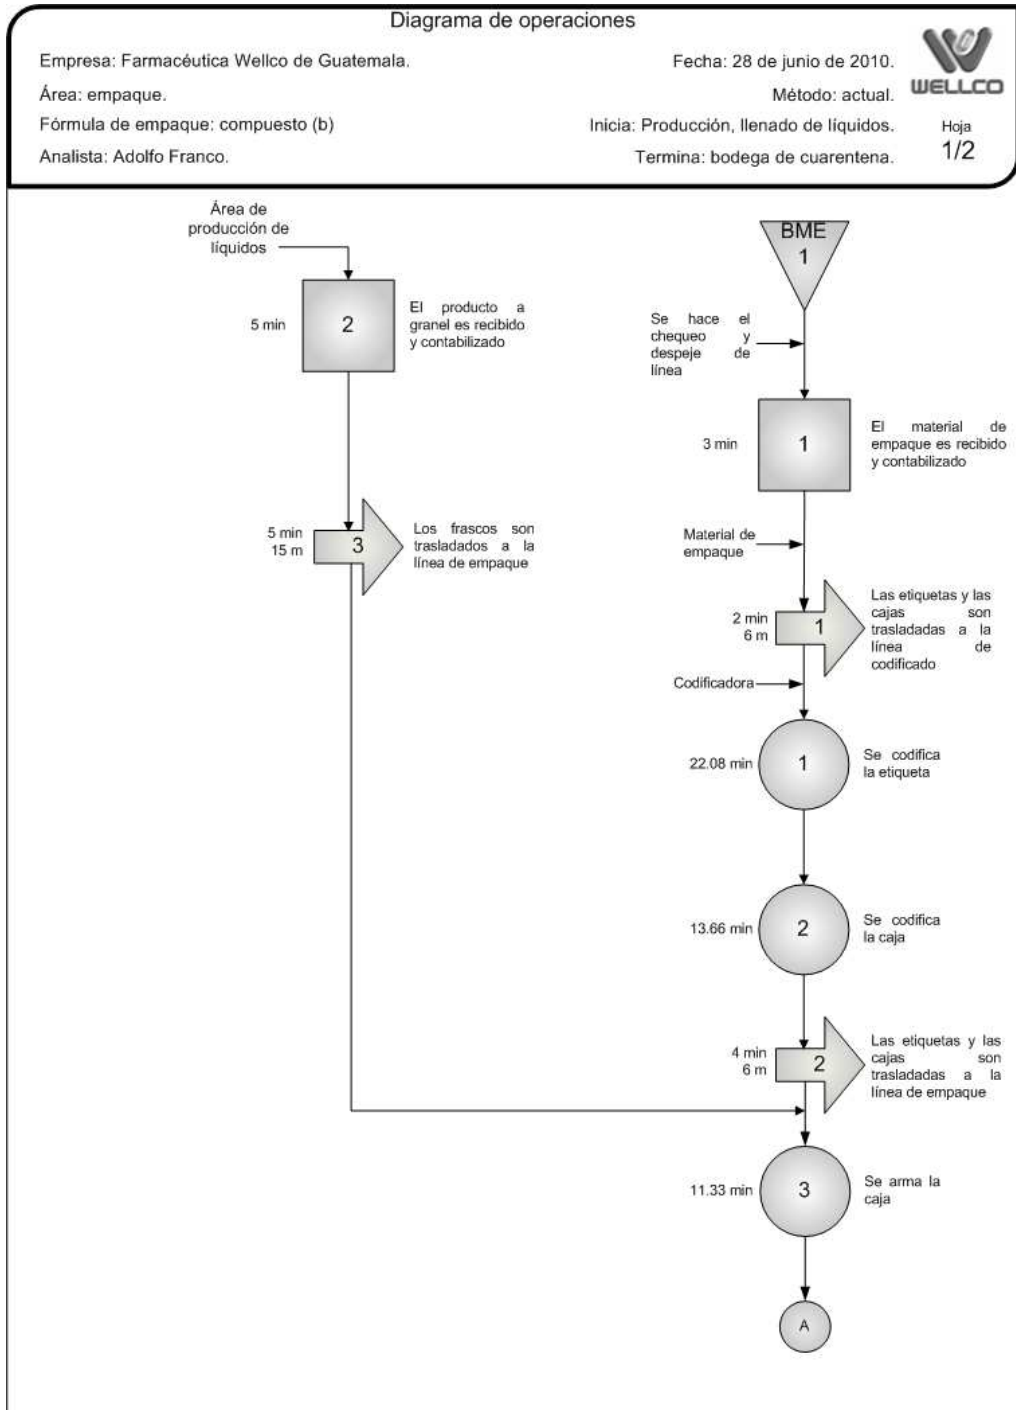 Diagrama de operaciones
Empresa: Farmacéutica Wellco de Guatemala.
Fecha: 28 de junio de 2010.
Área: empaque.
Método: actual.
Fórmula de empaque: compuesto (b)
Inicia: Producción, llenado de líquidos.
Analista: Adolfo Franco.
Termina: bodega de cuarentena.
WELLCO
Hoja
1/2
Área de
producción de
líquidos
5 min
2
El producto a
granel es recibido
y contabilizado
5 min
15 m
3
Los frascos son
trasladados a la
línea de empaque
BME
1
Se hace el
chequeo y
despeje de
línea
3 min
1
El material de
empaque es recibido
y contabilizado
Material de
empaque
2 min
6 m
1
Las etiquetas y las
cajas son
trasladadas a la
línea de
codificado
Codificadora
22.08 min
1
Se codifica
la etiqueta
13.66 min
2
Se codifica
la caja
4 min
6 m
2
Las etiquetas y las
cajas son
trasladadas a la
línea de empaque
11.33 min
3
Se arma la
caja
A